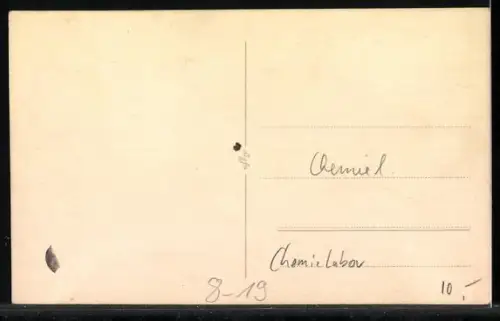 Chemie l.
Chemielabor
8-19
10,-